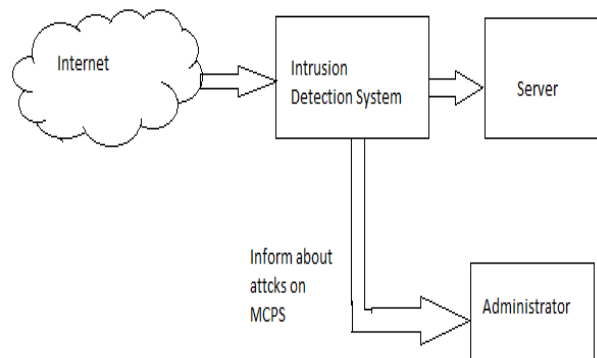 Internet
Intrusion
Detection System
Server
Inform about
attcks on
MCPS
Administrator